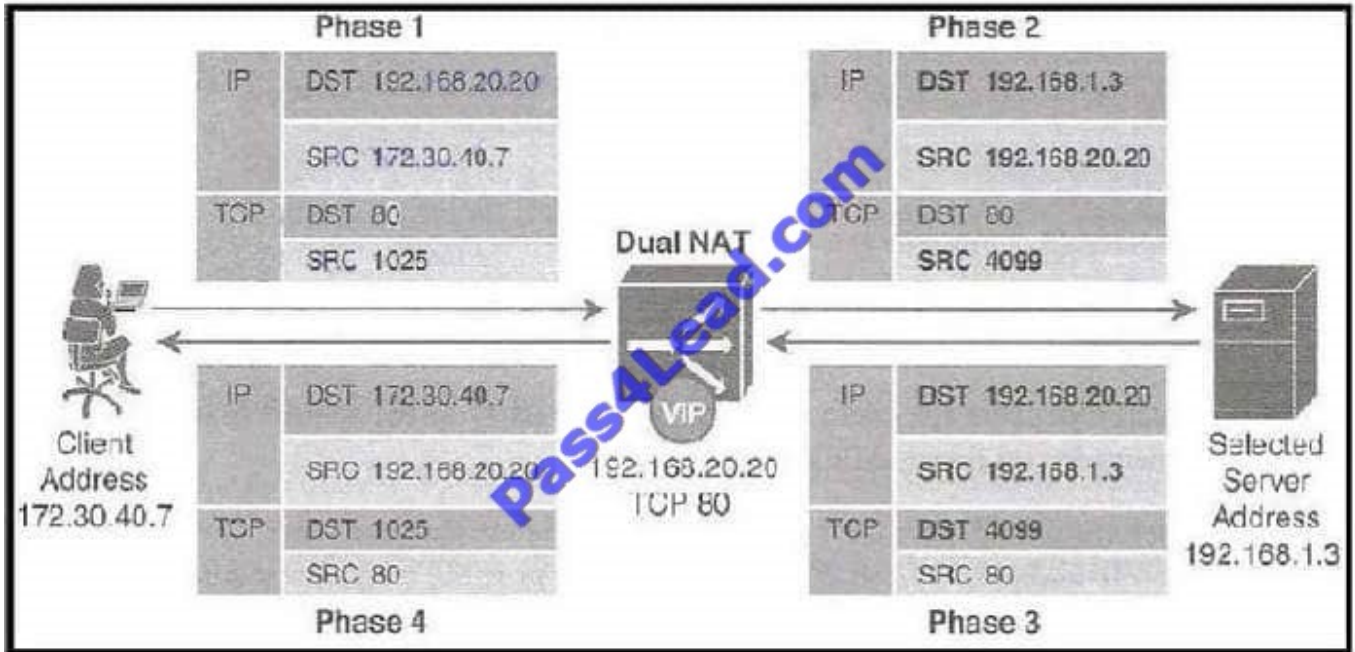 Phase 1
IP
DST 192.168.20.20
SRC 172.30.40.7
TCP
DST 80
SRC 1025
Phase 2
IP
DST 192.168.1.3
SRC 192.168.20.20
TCP
DST 80
SRC 4099
Dual NAT
VIP
192.168.20.20
TCP 80
Client
Address
172.30.40.7
IP
DST 172.30.40.7
SRC 192.168.20.20
TCP
DST 1025
SRC 80
Phase 4
IP
DST 192.168.20.20
SRC 192.168.1.3
TCP
DST 4099
SRC 80
Phase 3
Selected
Server
Address
192.168.1.3
Pass4Lead.com